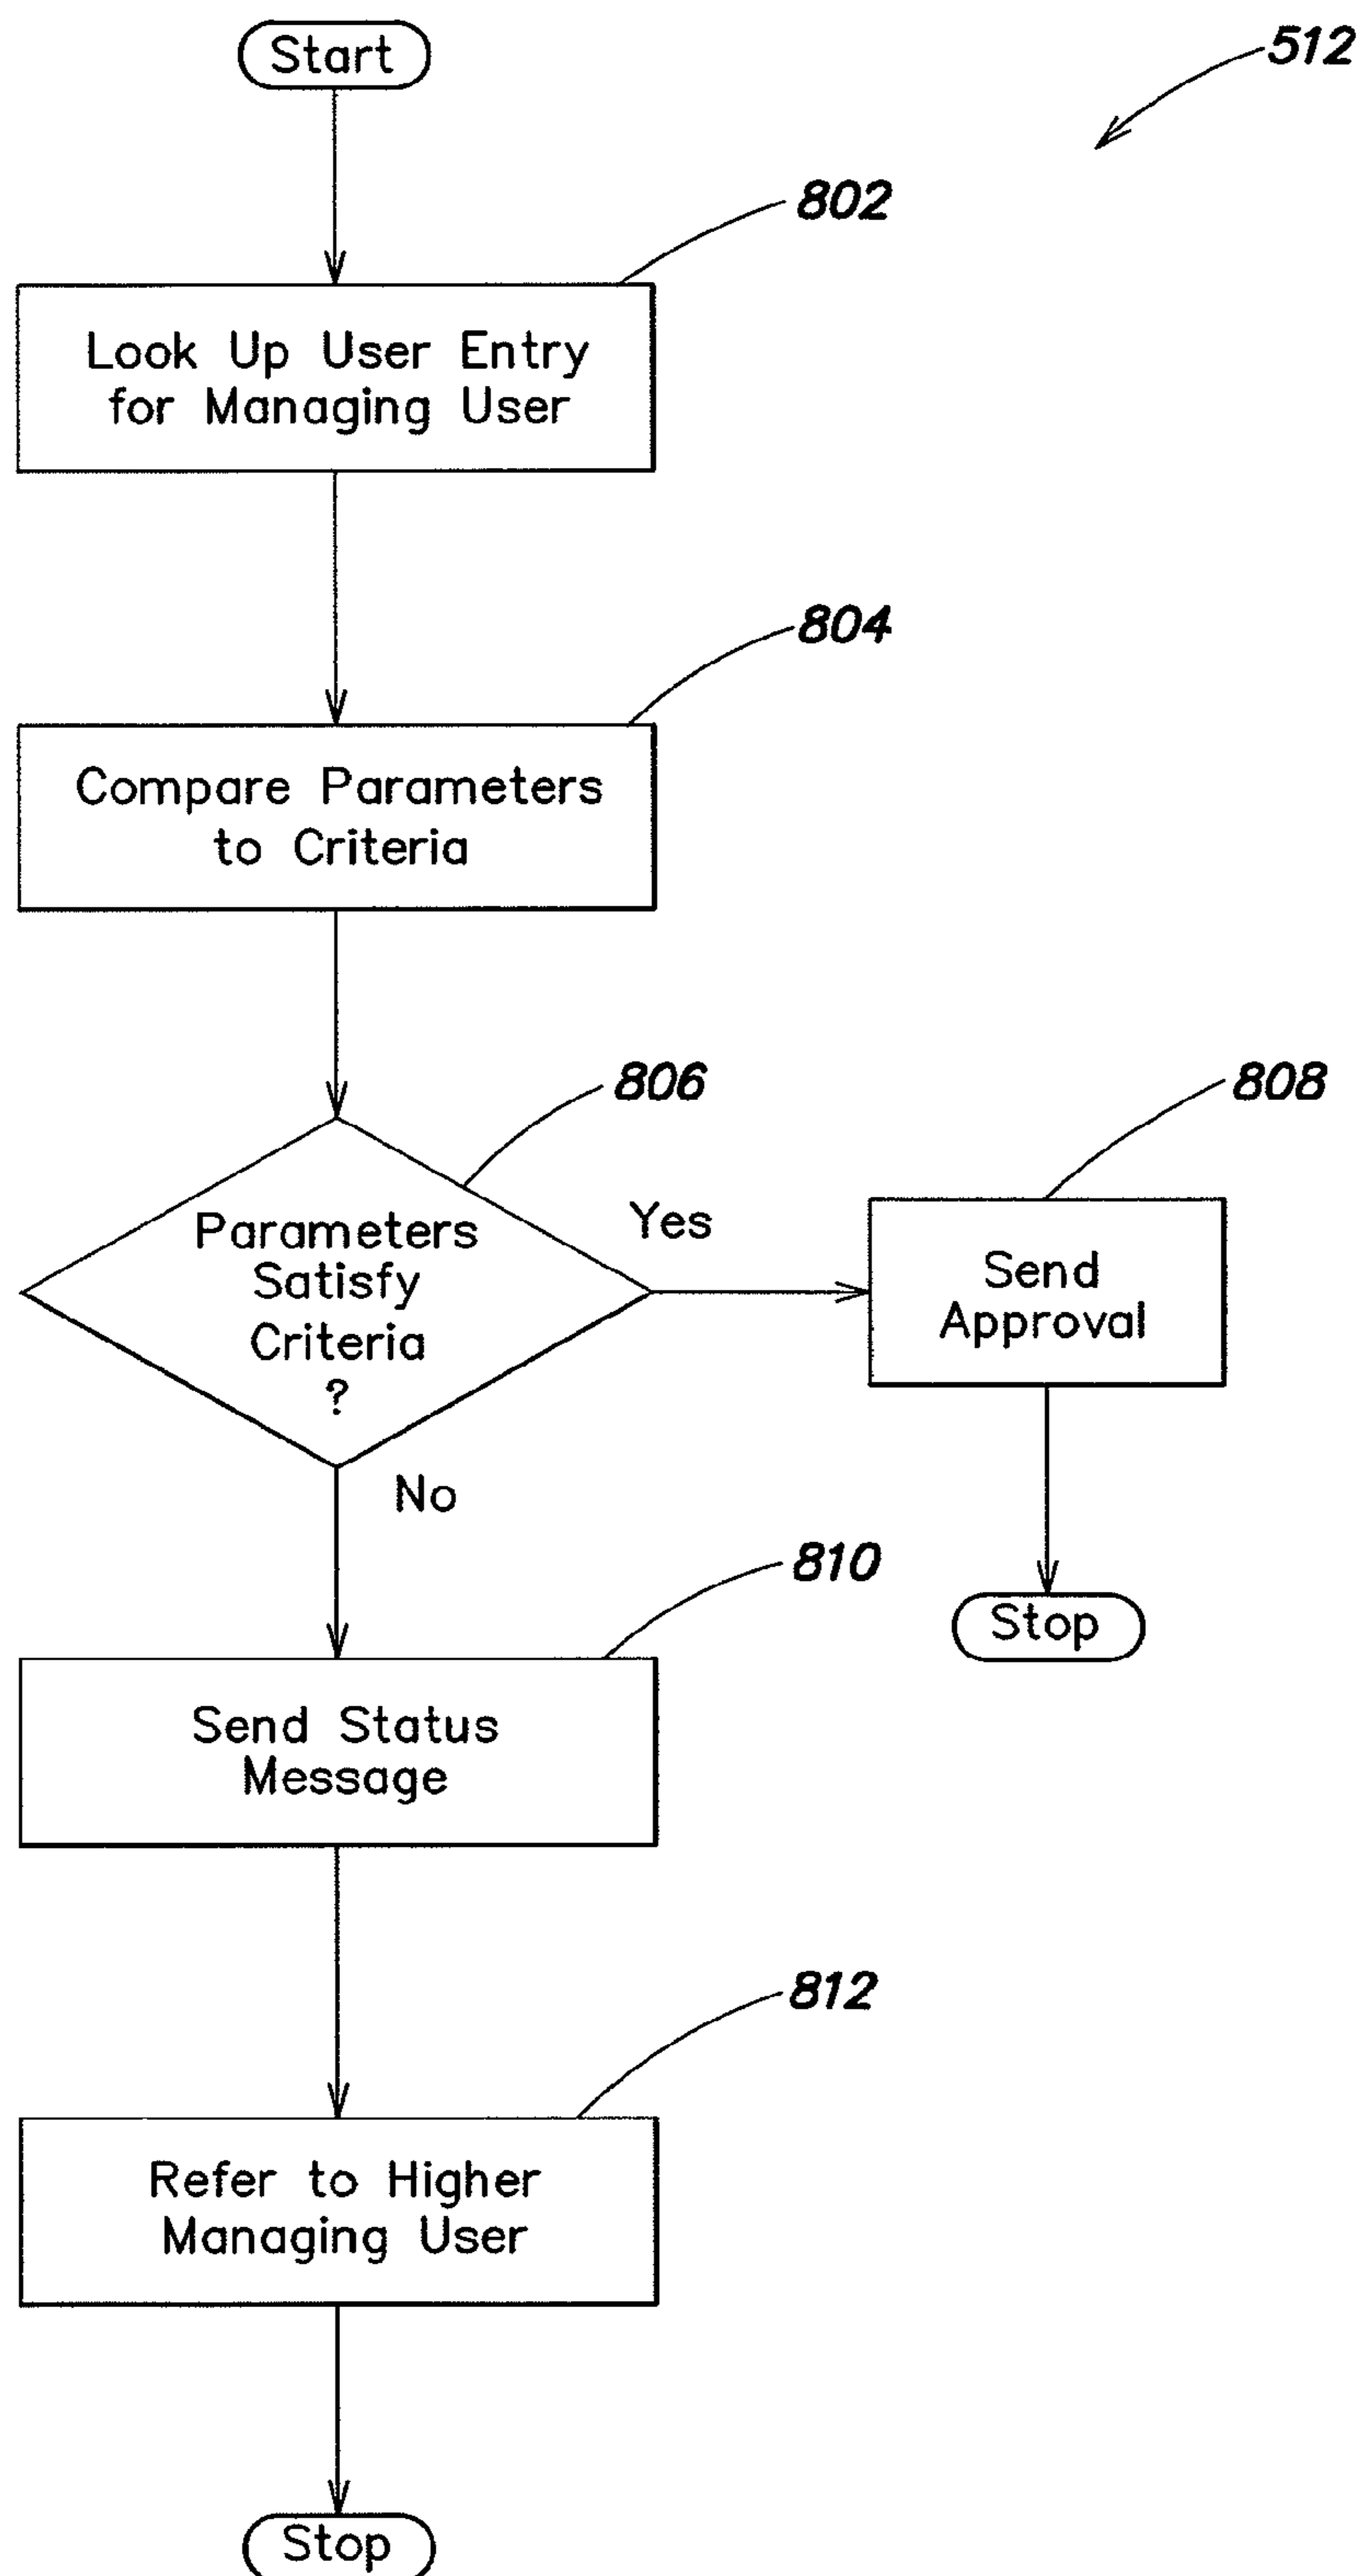 Start
512
802
Look Up User Entry
for Managing User
804
Compare Parameters
to Criteria
806
808
Parameters
Satisfy
Criteria
?
Yes
Send
Approval
No
810
Stop
Send Status
Message
812
Refer to Higher
Managing User
Stop